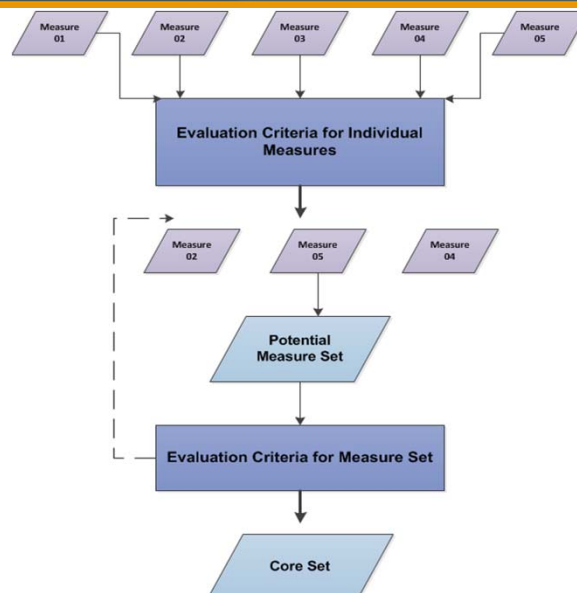 Measure
01
Measure
02
Measure
03
Measure
04
Measure
05
Evaluation Criteria for Individual
Measures
Measure
02
Measure
05
Measure
04
Potential
Measure Set
Evaluation Criteria for Measure Set
Core Set